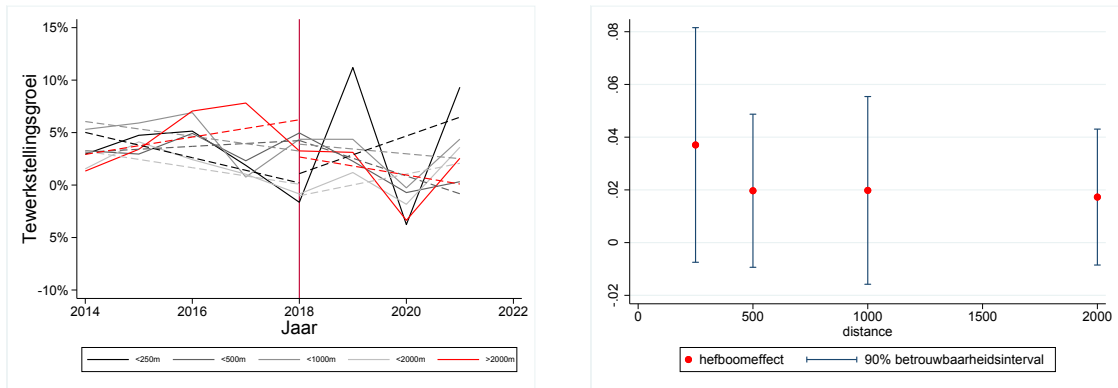 Tewerkstellingsgroei
15%
10%
5%
0%
-5%
-10%
2014
2016
2018
2020
2022
Jaar
<250m
<500m
<1000m
<2000m
>2000m
.08
.06
.04
.02
0
-.02
0
500
1000
1500
2000
distance
hefboomeffect
90% betrouwbaarheidsinterval